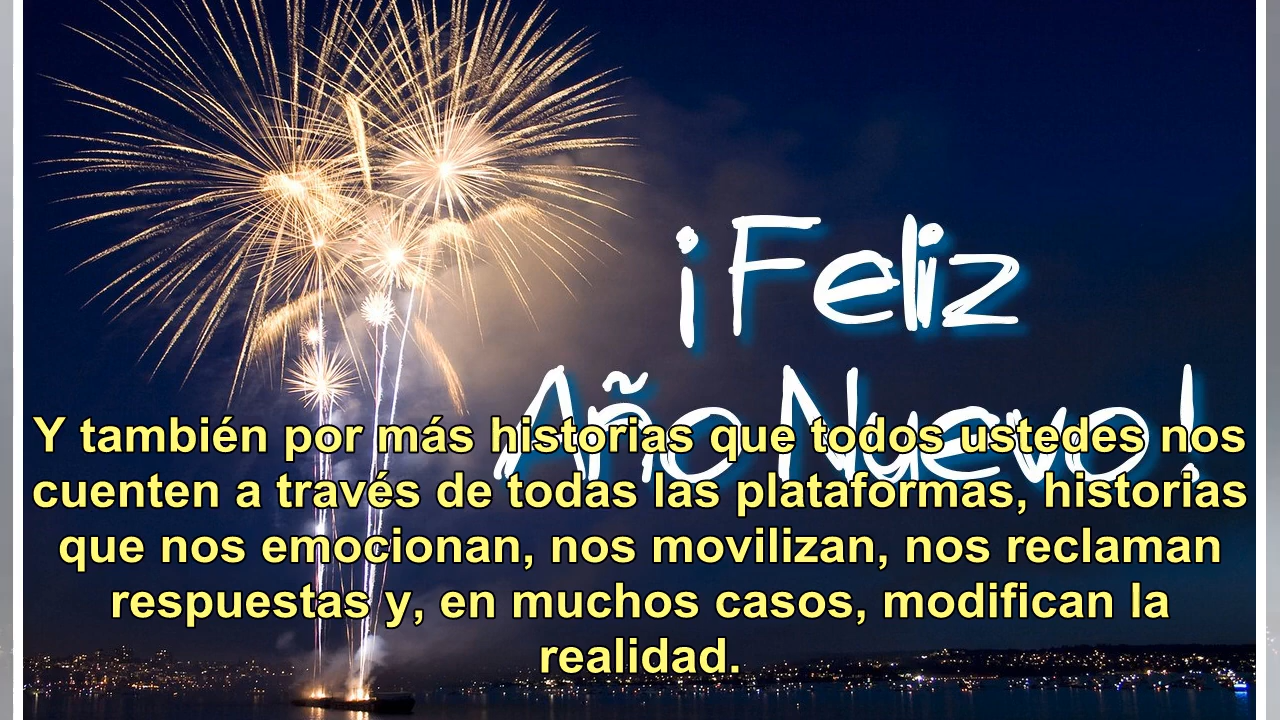 ¡Feliz
Año Nuevo!
Y también por más historias que todos ustedes nos
cuenten a través de todas las plataformas, historias
que nos emocionan, nos movilizan, nos reclaman
respuestas y, en muchos casos, modifican la
realidad.